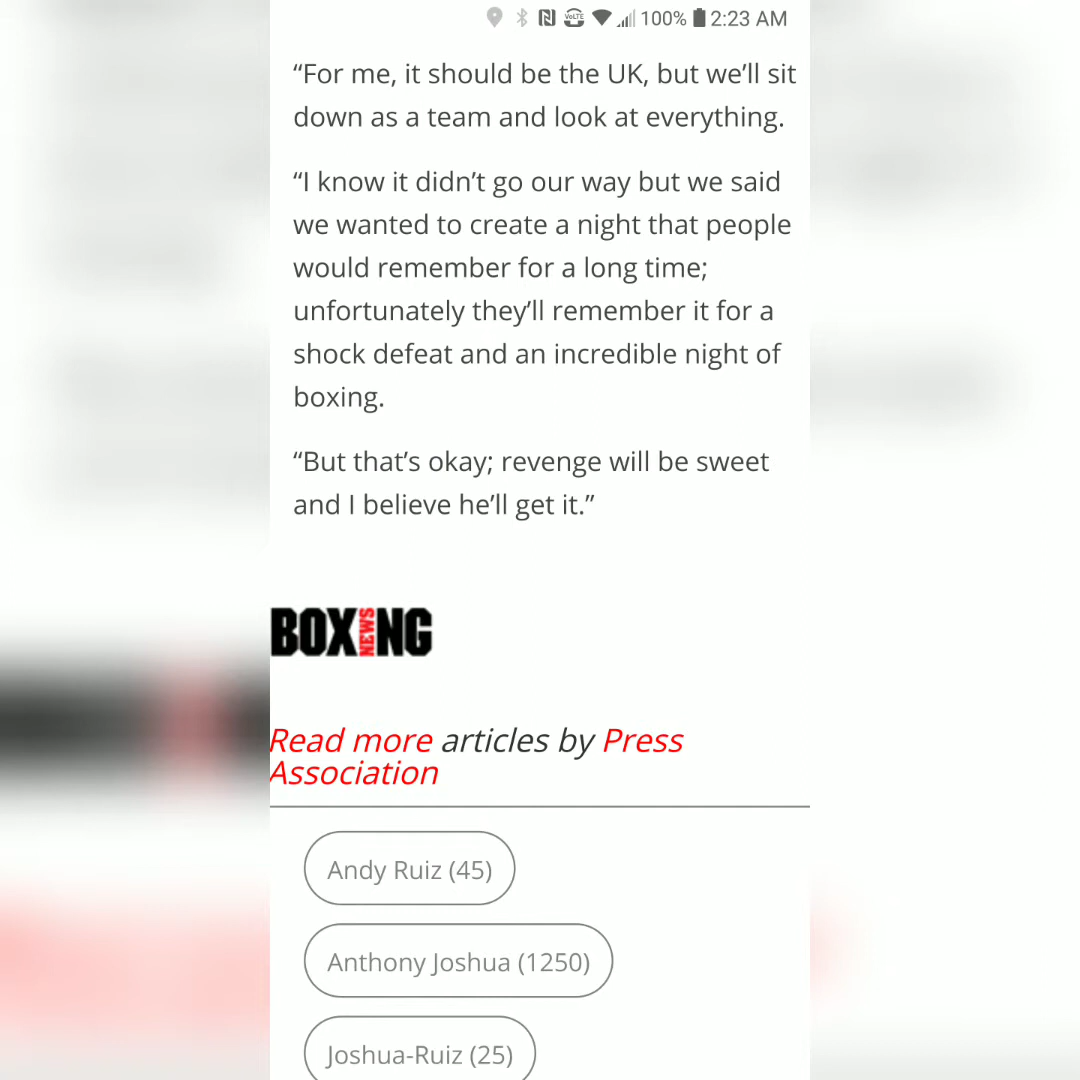 VoLTE 100% 2:23 AM
“For me, it should be the UK, but we’ll sit
down as a team and look at everything.
“I know it didn’t go our way but we said
we wanted to create a night that people
would remember for a long time;
unfortunately they’ll remember it for a
shock defeat and an incredible night of
boxing.
“But that’s okay; revenge will be sweet
and I believe he’ll get it.”
BOXING NEWS
Read more articles by Press
Association
Andy Ruiz (45)
Anthony Joshua (1250)
Joshua-Ruiz (25)